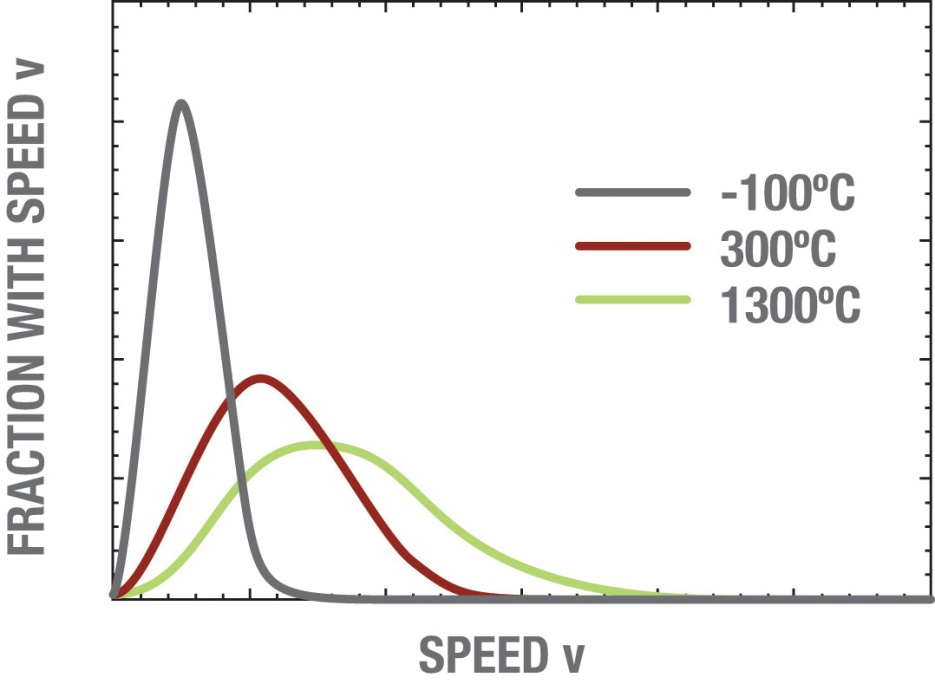 FRACTION WITH SPEED v
-100ºC
300ºC
1300ºC
SPEED v